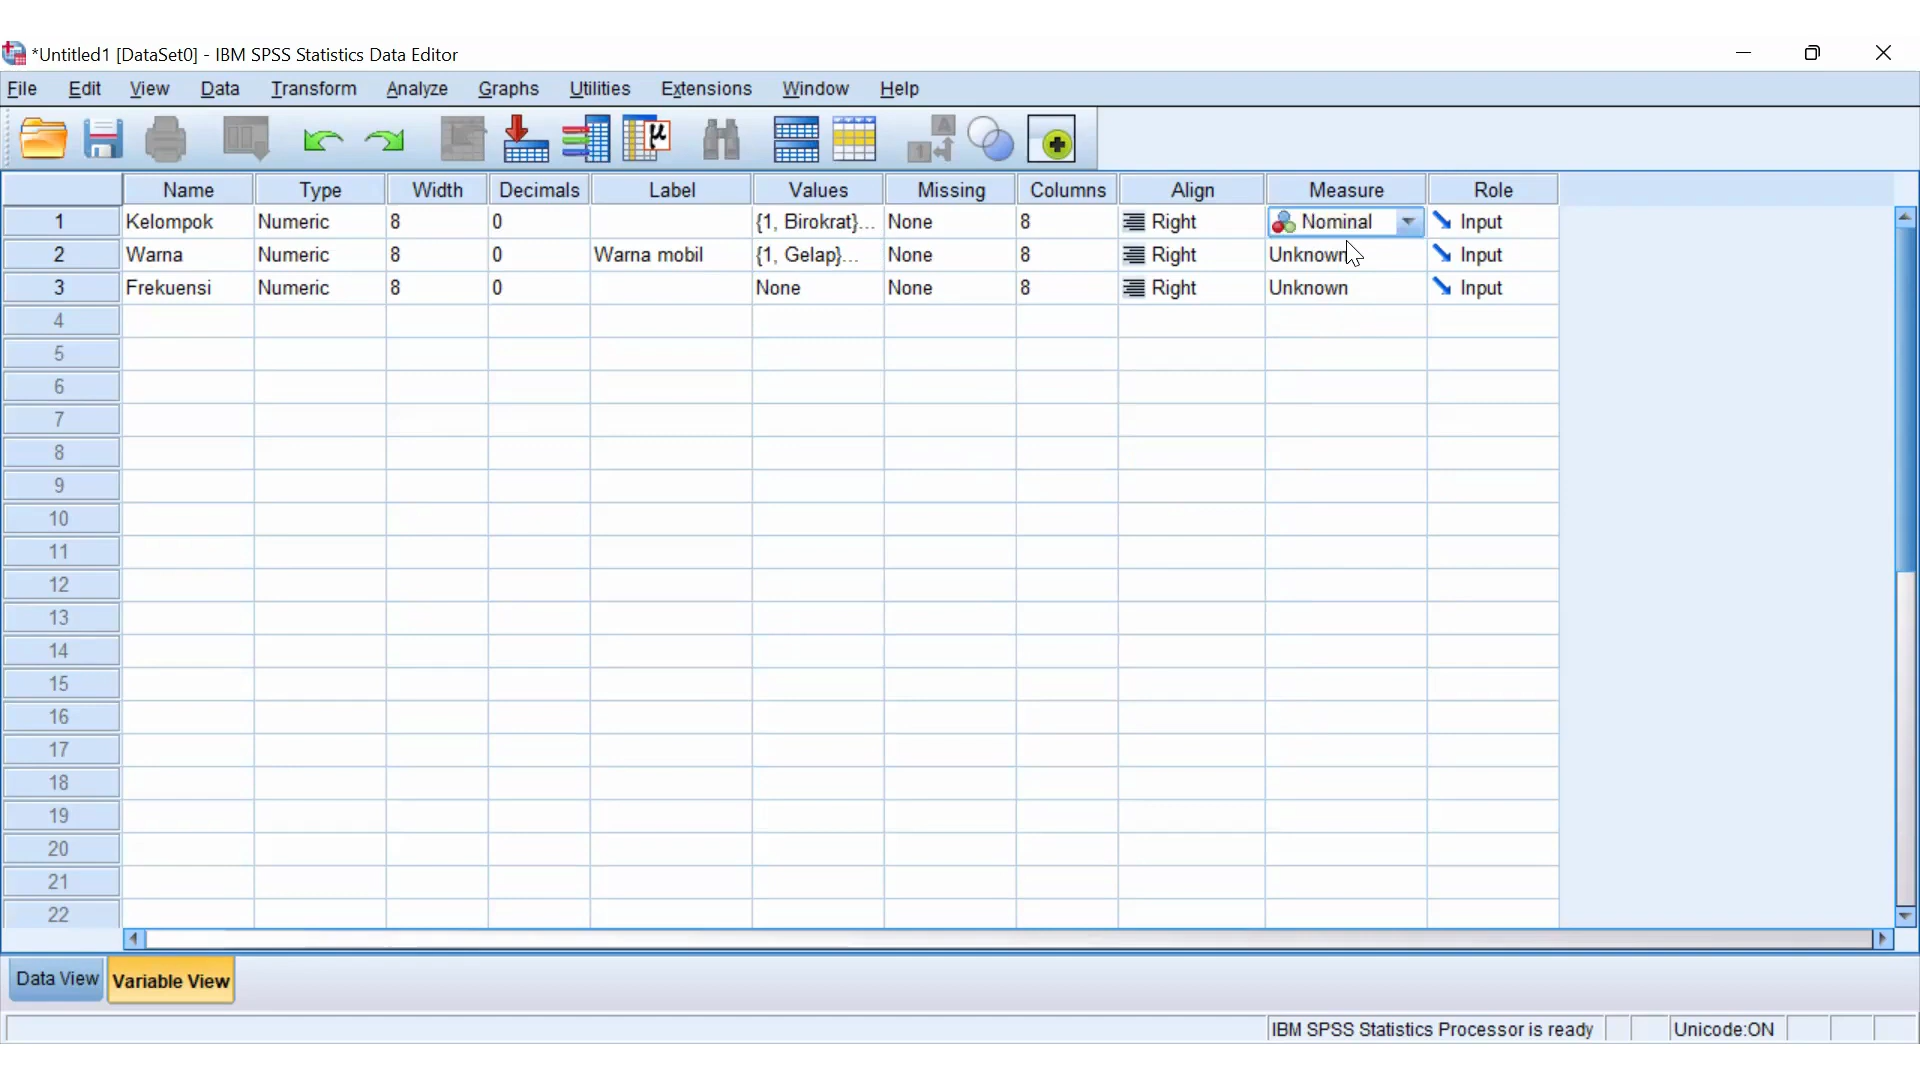 *Untitled1 [DataSet0] - IBM SPSS Statistics Data Editor
File Edit View Data Transform Analyze Graphs Utilities Extensions Window Help
Name Type Width Decimals Label Values Missing Columns Align Measure Role
1 Kelompok Numeric 8 0 {1, Birokrat}... None 8 Right Nominal Input
2 Warna Numeric 8 0 Warna mobil {1, Gelap}... None 8 Right Unknown Input
3 Frekuensi Numeric 8 0 None None 8 Right Unknown Input
4
5
6
7
8
9
10
11
12
13
14
15
16
17
18
19
20
21
22
Data View Variable View
IBM SPSS Statistics Processor is ready Unicode:ON